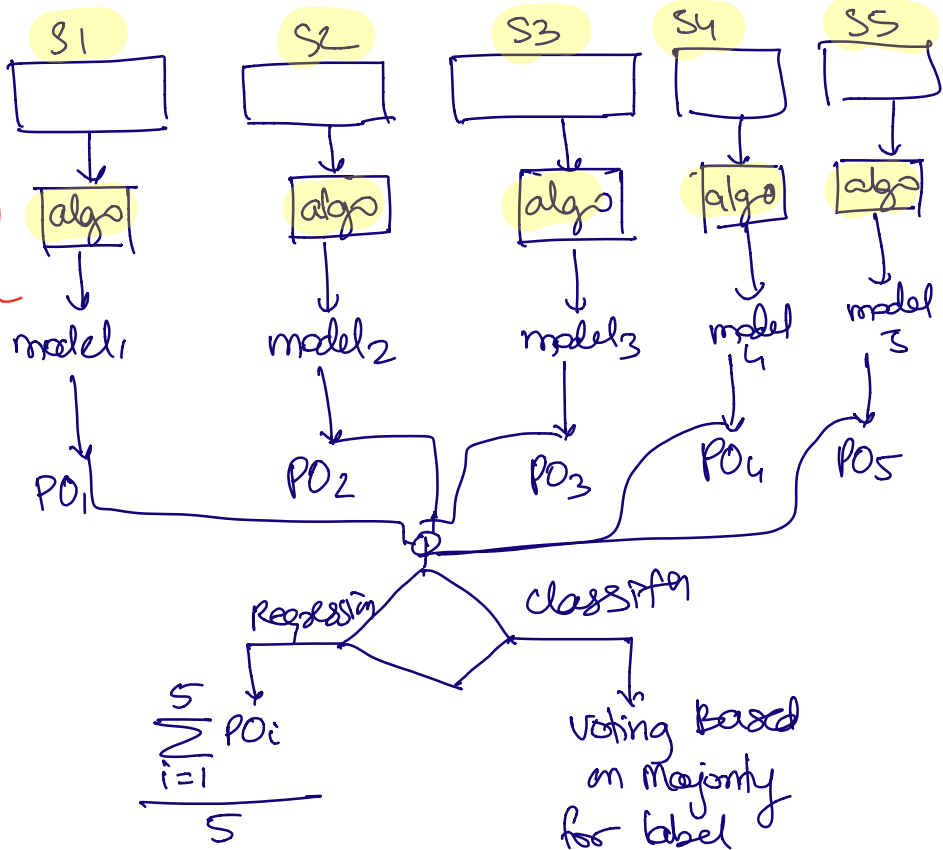 S1 S2 S3 S4 S5
algo algo algo algo algo
model1 model2 model3 model 4 model 5
PO1 PO2 PO3 PO4 PO5
Regression classifn
5
∑ POi
i=1
5
Voting Based
on Majority
for label